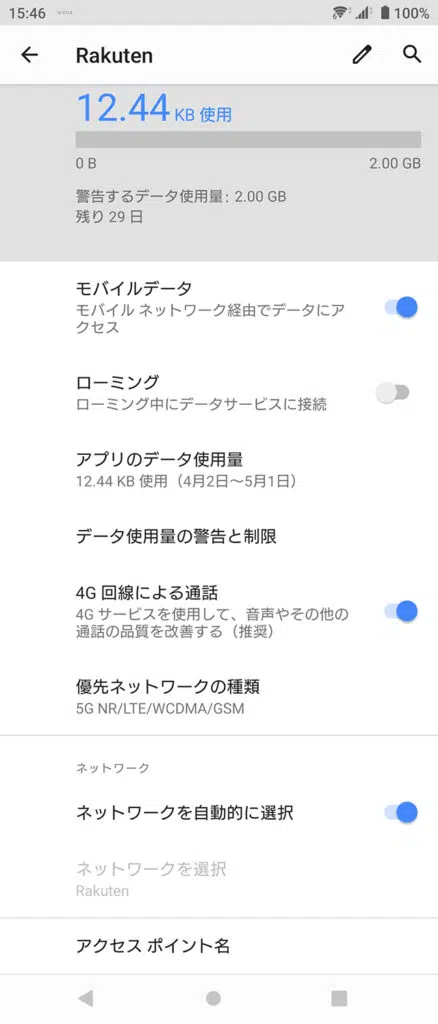 15:46
100%
Rakuten
12.44 KB 使用
0 B 2.00 GB
警告するデータ使用量: 2.00 GB
残り 29 日
モバイルデータ
モバイル ネットワーク経由でデータにア
クセス
ローミング
ローミング中にデータサービスに接続
アプリのデータ使用量
12.44 KB 使用（4月2日～5月1日）
データ使用量の警告と制限
4G 回線による通話
4G サービスを使用して、音声やその他の
通話の品質を改善する（推奨）
優先ネットワークの種類
5G NR/LTE/WCDMA/GSM
ネットワーク
ネットワークを自動的に選択
ネットワークを選択
Rakuten
アクセス ポイント名